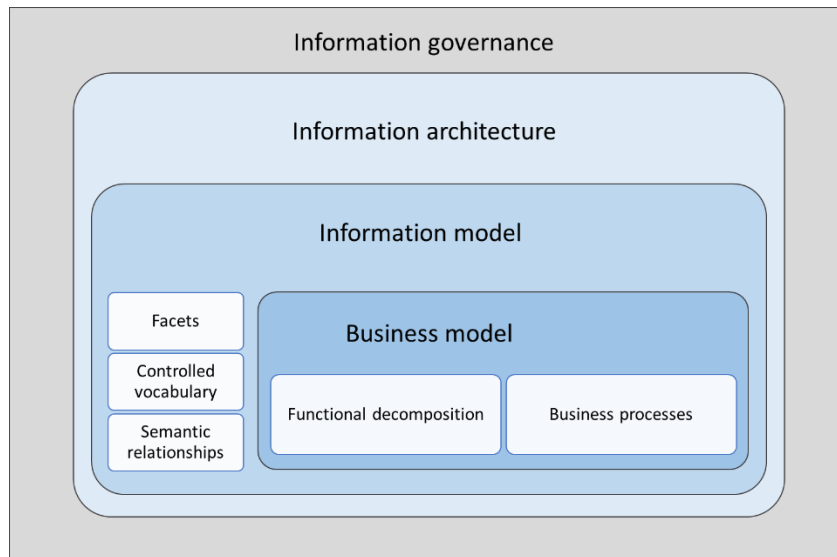 Information governance
Information architecture
Information model
Facets
Controlled
vocabulary
Semantic
relationships
Business model
Functional decomposition
Business processes